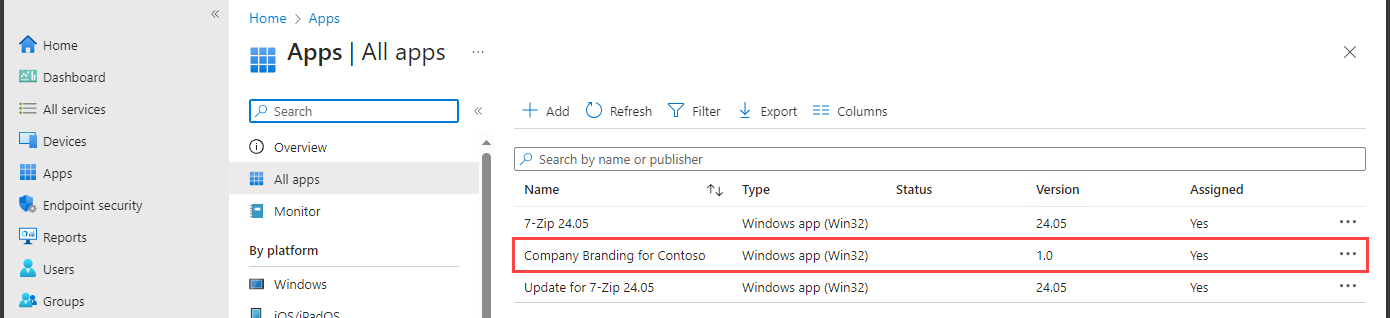 Home
Dashboard
All services
Devices
Apps
Endpoint security
Reports
Users
Groups
Home > Apps
Apps | All apps ...
Search
Overview
All apps
Monitor
By platform
Windows
iOS/iPadOS
Add Refresh Filter Export Columns
Search by name or publisher
Name Type Status Version Assigned
7-Zip 24.05 Windows app (Win32) 24.05 Yes
Company Branding for Contoso Windows app (Win32) 1.0 Yes
Update for 7-Zip 24.05 Windows app (Win32) 24.05 Yes